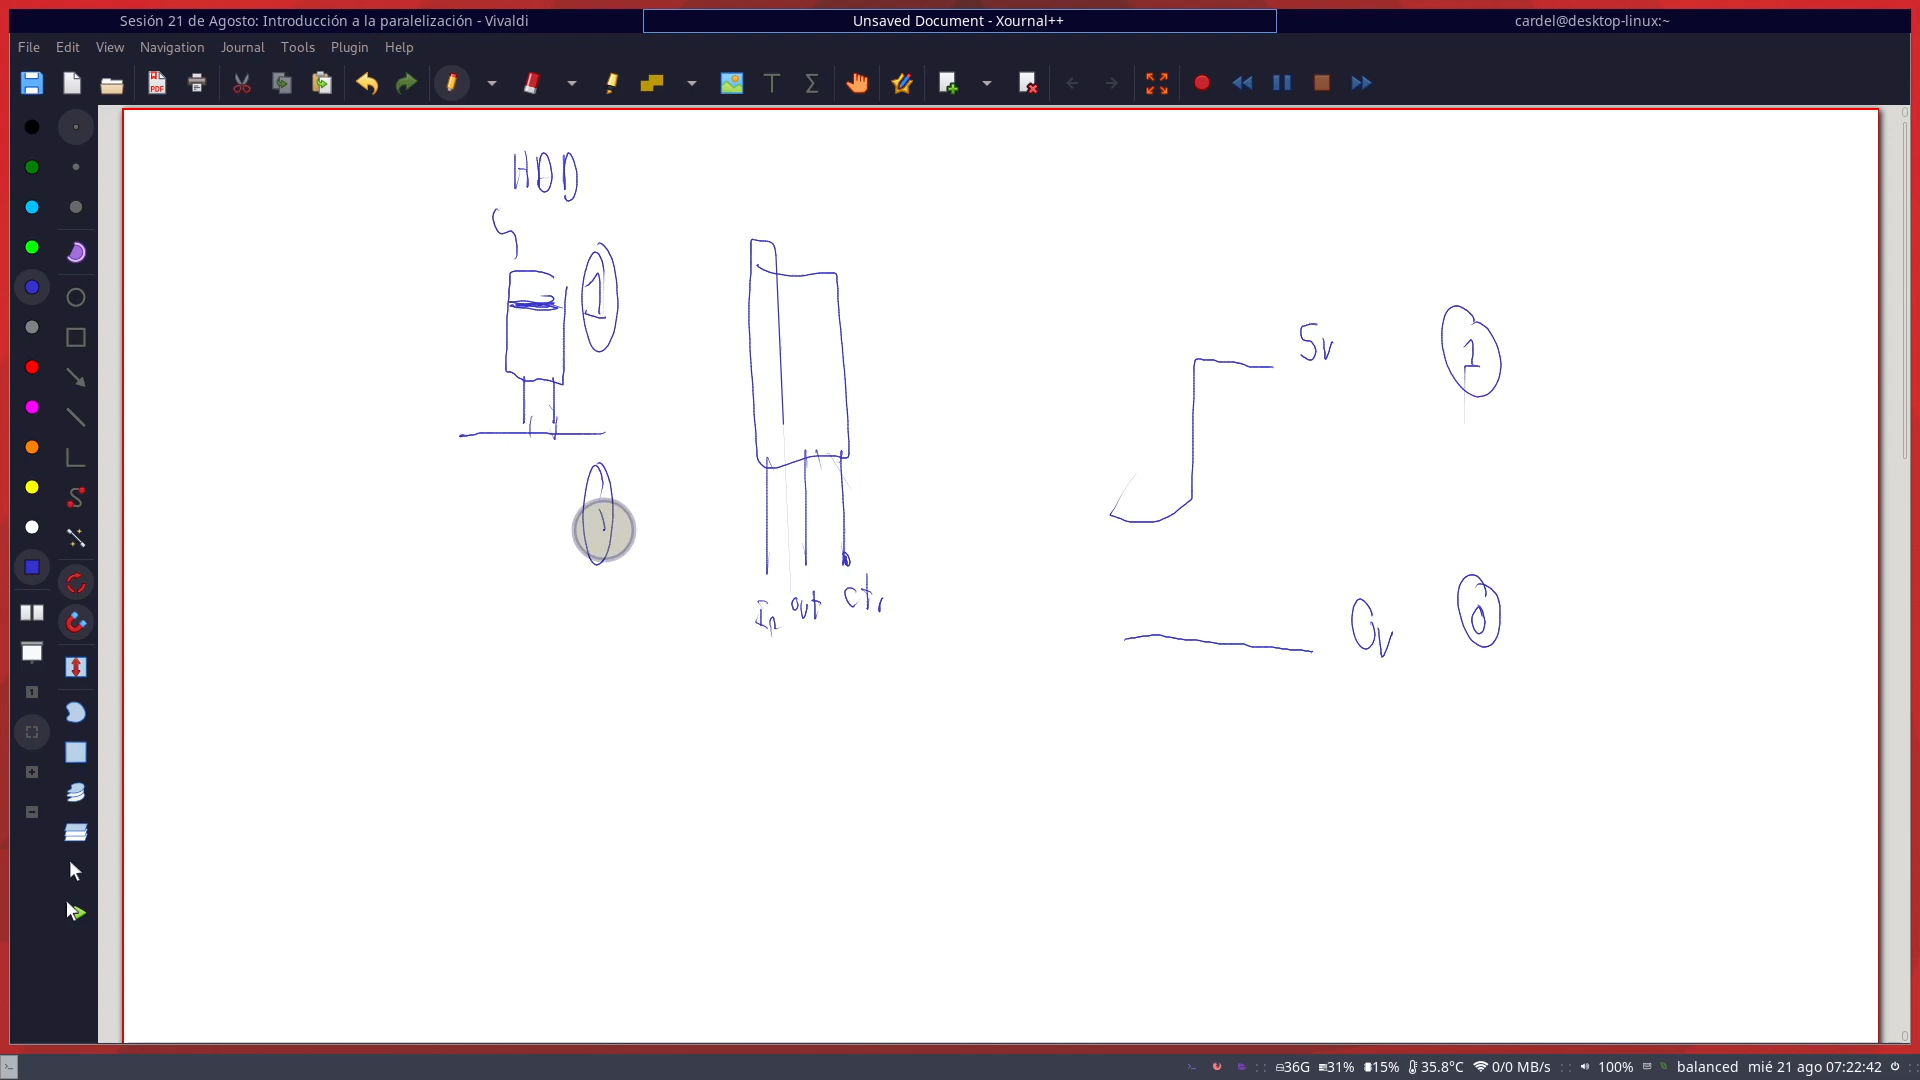 Sesión 21 de Agosto: Introducción a la paralelización - Vivaldi
Unsaved Document - Xournal++
cardel@desktop-linux:~
File Edit View Navigation Journal Tools Plugin Help
HDD
1
5v
1
In out ctr
0v
0
36G 31% 15% 35.8°C 0/0 MB/s 100% balanced mié 21 ago 07:22:42